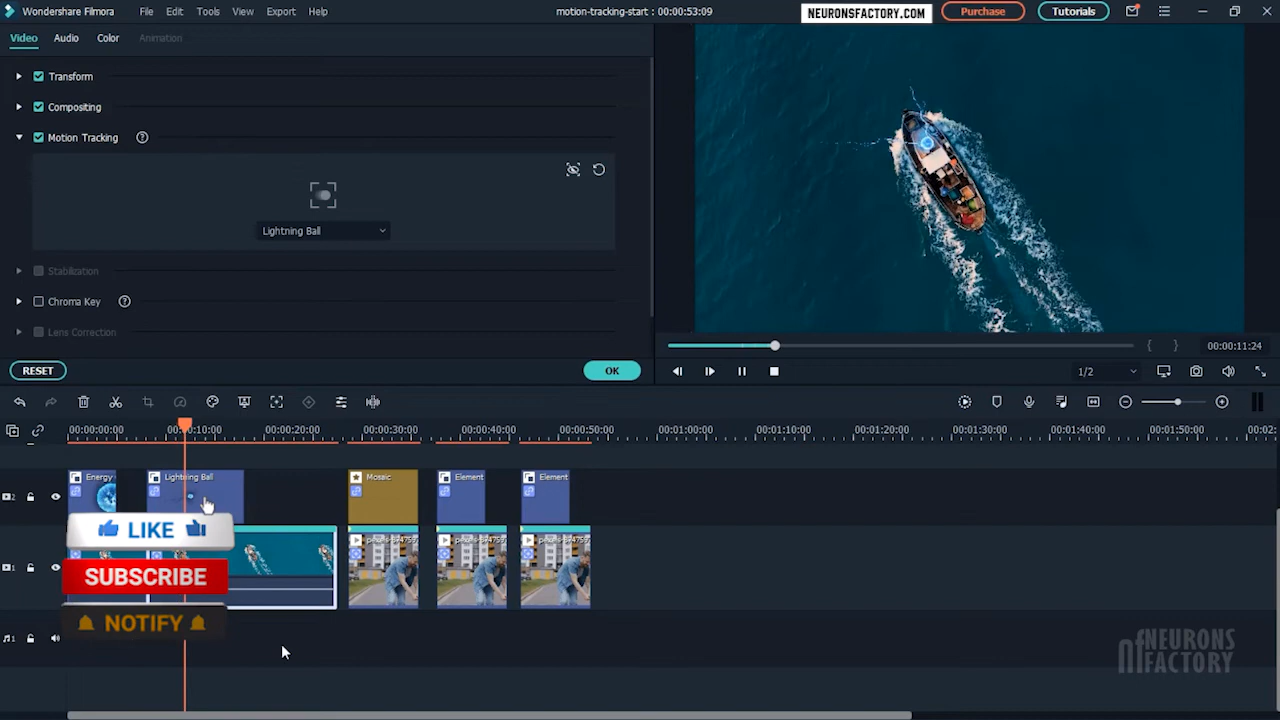 Wondershare Filmora File Edit Tools View Export Help motion-tracking-start : 00:00:53:09 NEURONSFACTORY.COM Purchase Tutorials
Video Audio Color Animation
Transform
Compositing
Motion Tracking
Lightning Ball
Stabilization
Chroma Key
Lens Correction
RESET OK
00:00:11:24
1/2
00:00:00:00 00:00:10:00 00:00:20:00 00:00:30:00 00:00:40:00 00:00:50:00 00:01:00:00 00:01:10:00 00:01:20:00 00:01:30:00 00:01:40:00 00:01:50:00 00:02:
Energy Lightning Ball Mosaic Element Element
2
LIKE
1
SUBSCRIBE
NOTIFY
1
NEURONS
FACTORY